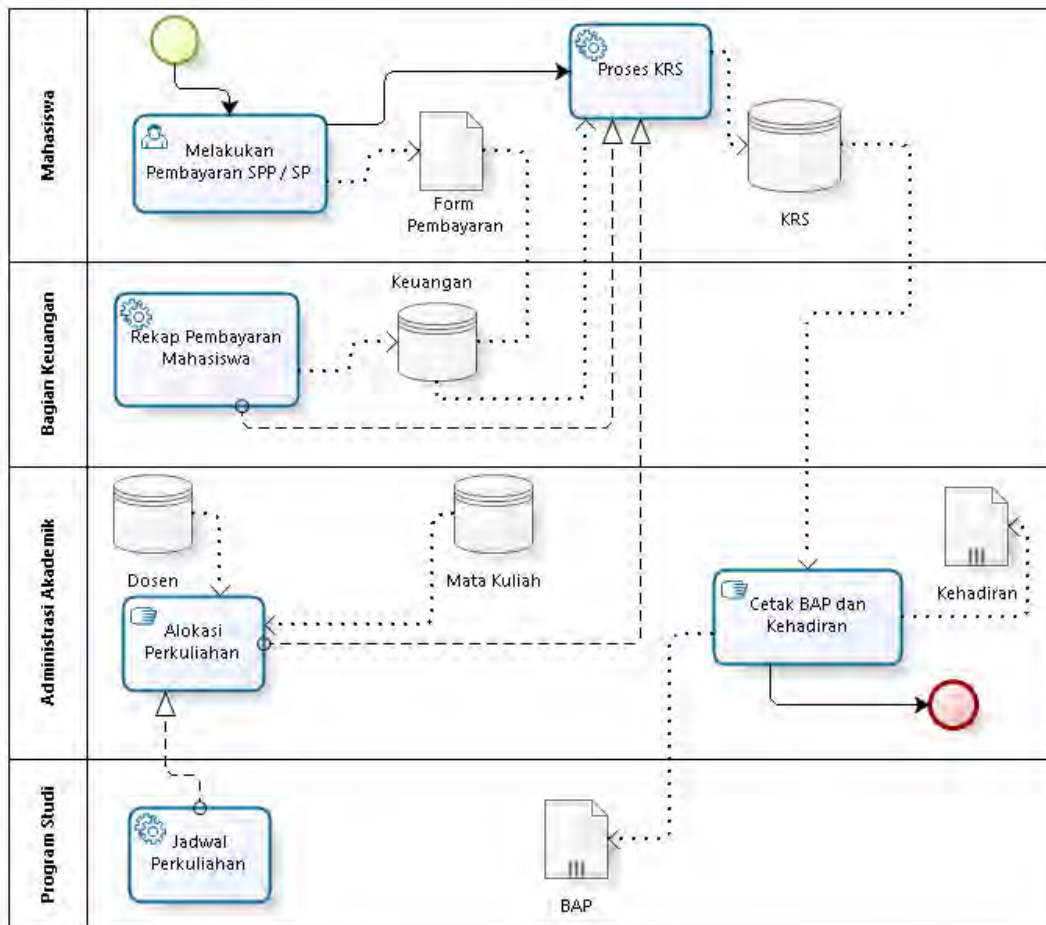 Mahasiswa
Melakukan
Pembayaran SPP / SP
Form
Pembayaran
Proses KRS
KRS
Bagian Keuangan
Rekap Pembayaran
Mahasiswa
Keuangan
Administrasi Akademik
Dosen
Alokasi
Perkuliahan
Mata Kuliah
Cetak BAP dan
Kehadiran
Kehadiran
Program Studi
Jadwal
Perkuliahan
BAP